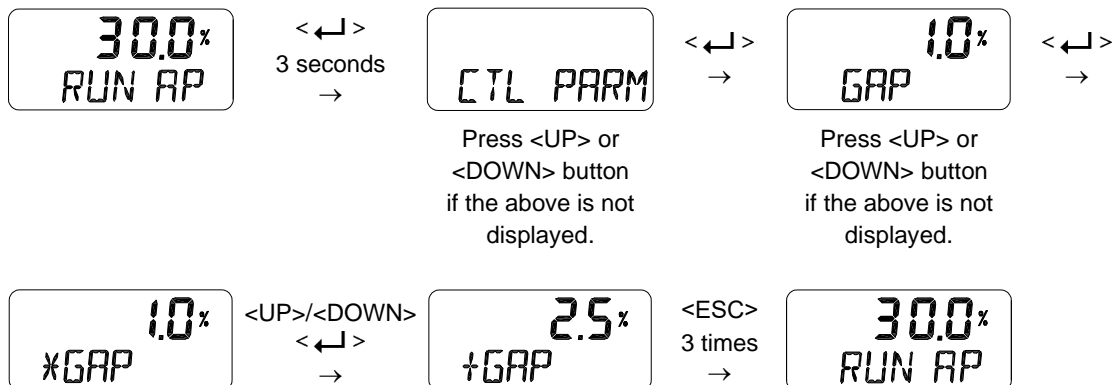 30.0%
RUN AP
< ↵ >
3 seconds
→
CTL PARM
Press <UP> or
<DOWN> button
if the above is not
displayed.
< ↵ >
→
1.0%
GAP
Press <UP> or
<DOWN> button
if the above is not
displayed.
< ↵ >
→
1.0%
*GAP
<UP>/<DOWN>
< ↵ >
→
2.5%
+GAP
<ESC>
3 times
→
30.0%
RUN AP